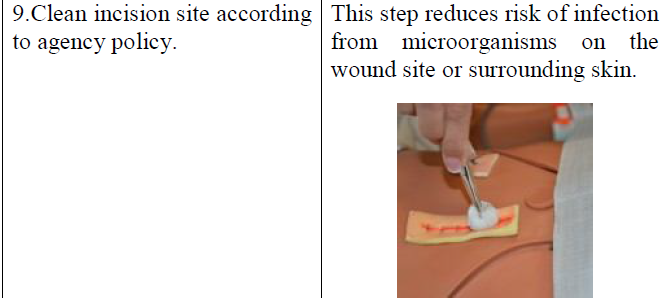 9.Clean incision site according
to agency policy.
This step reduces risk of infection
from microorganisms on the
wound site or surrounding skin.